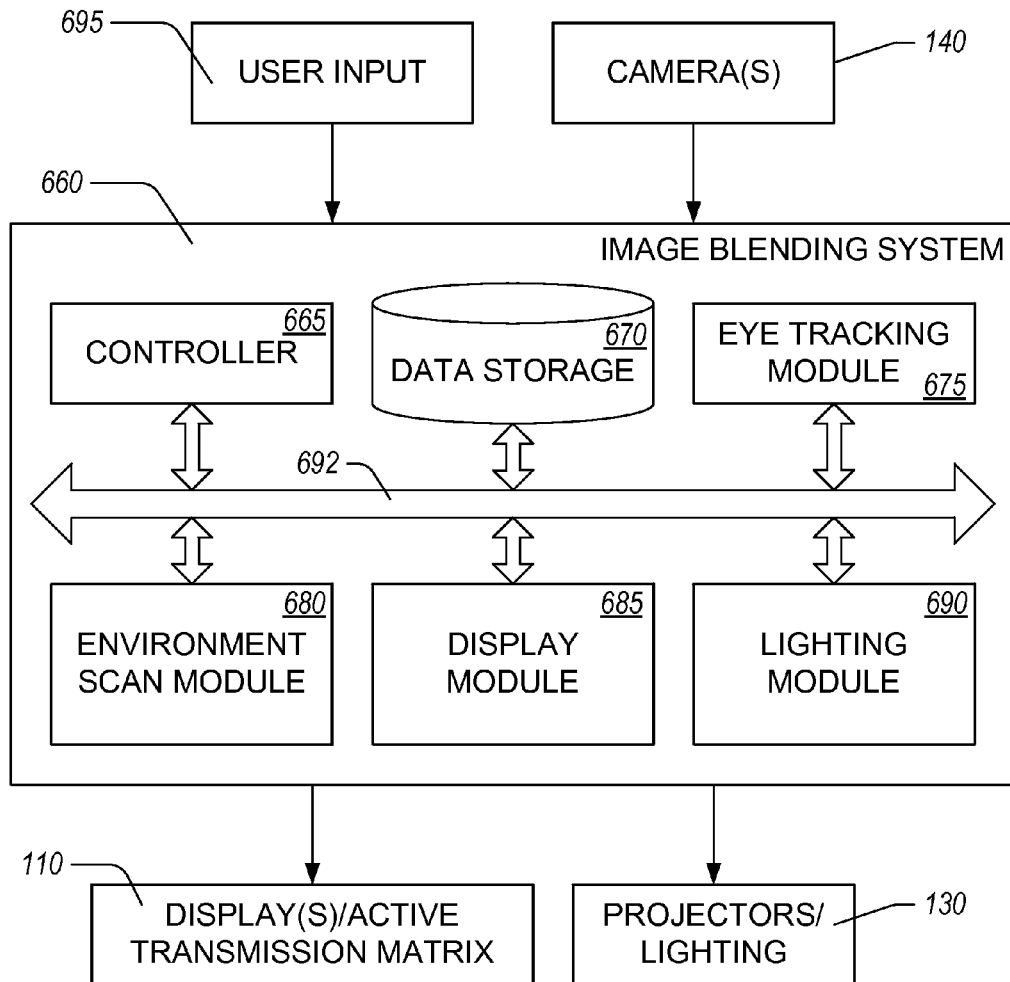 695
USER INPUT
CAMERA(S)
140
660
IMAGE BLENDING SYSTEM
665
CONTROLLER
670
DATA STORAGE
EYE TRACKING
MODULE
675
692
680
ENVIRONMENT
SCAN MODULE
685
DISPLAY
MODULE
690
LIGHTING
MODULE
110
DISPLAY(S)/ACTIVE
TRANSMISSION MATRIX
PROJECTORS/
LIGHTING
130